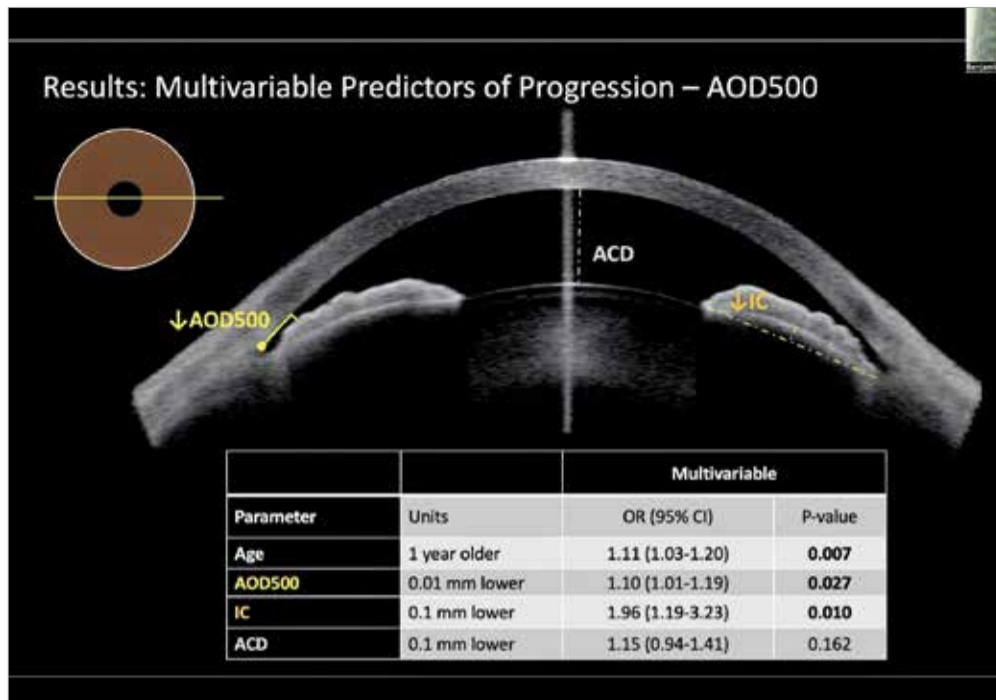 Results: Multivariable Predictors of Progression – AOD500
ACD
↓AOD500
↓IC
Multivariable
Parameter Units OR (95% CI) P-value
Age 1 year older 1.11 (1.03-1.20) 0.007
AOD500 0.01 mm lower 1.10 (1.01-1.19) 0.027
IC 0.1 mm lower 1.96 (1.19-3.23) 0.010
ACD 0.1 mm lower 1.15 (0.94-1.41) 0.162